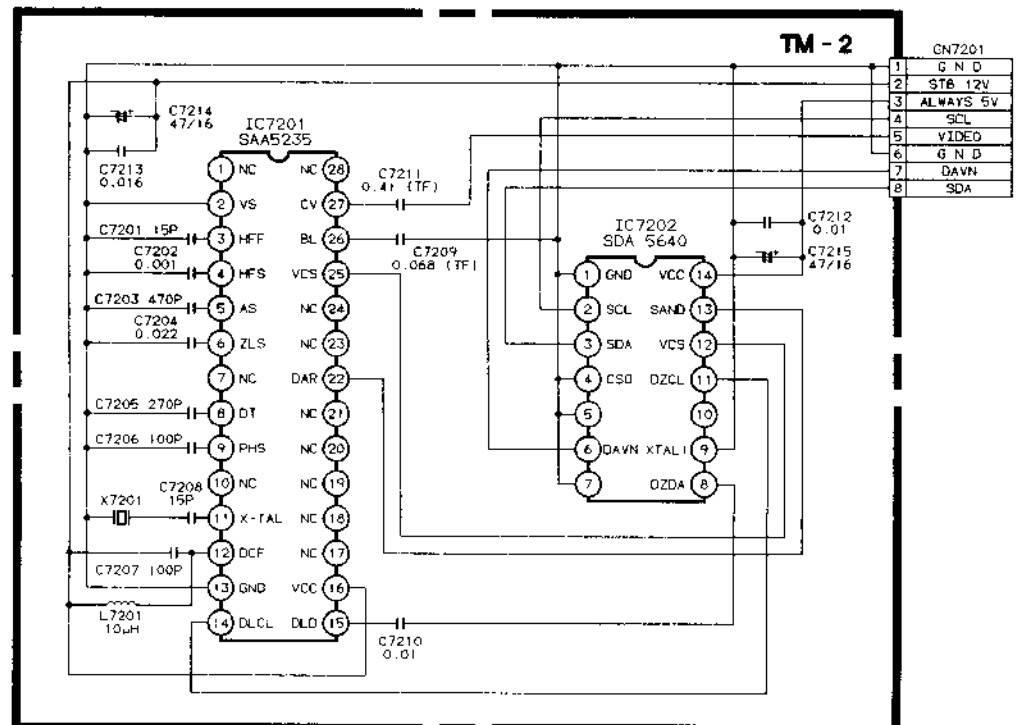 TM - 2
CN7201
1 G N D
2 STB 12V
3 ALWAYS 5V
4 SCL
5 VIDEO
6 G N D
7 DAVN
8 SDA
C7214
47/16
C7213
0.016
IC7201
SAA5235
1 NC
2 VS
3 HFF
4 HFS
5 AS
6 ZLS
7 NC
8 DT
9 PHS
10 NC
11 X-TAL
12 DCF
13 GND
14 DLCL
NC 28
CV 27
BL 26
VCS 25
NC 24
NC 23
DAR 22
NC 21
NC 20
NC 19
NC 18
NC 17
VCC 16
DLD 15
C7201 15P
C7202
0.001
C7203 470P
C7204
0.022
C7205 270P
C7206 100P
C7208
15P
X7201
C7207 100P
L7201
10µH
C7211
0.41 (TF)
C7209
0.068 (TF)
C7210
0.01
IC7202
SDA 5640
1 GND
2 SCL
3 SDA
4 CSO
5
6 DAVN
7
VCC 14
SAND 13
VCS 12
OZCL 11
10
XTAL1 9
OZDA 8
C7212
0.01
C7215
47/16